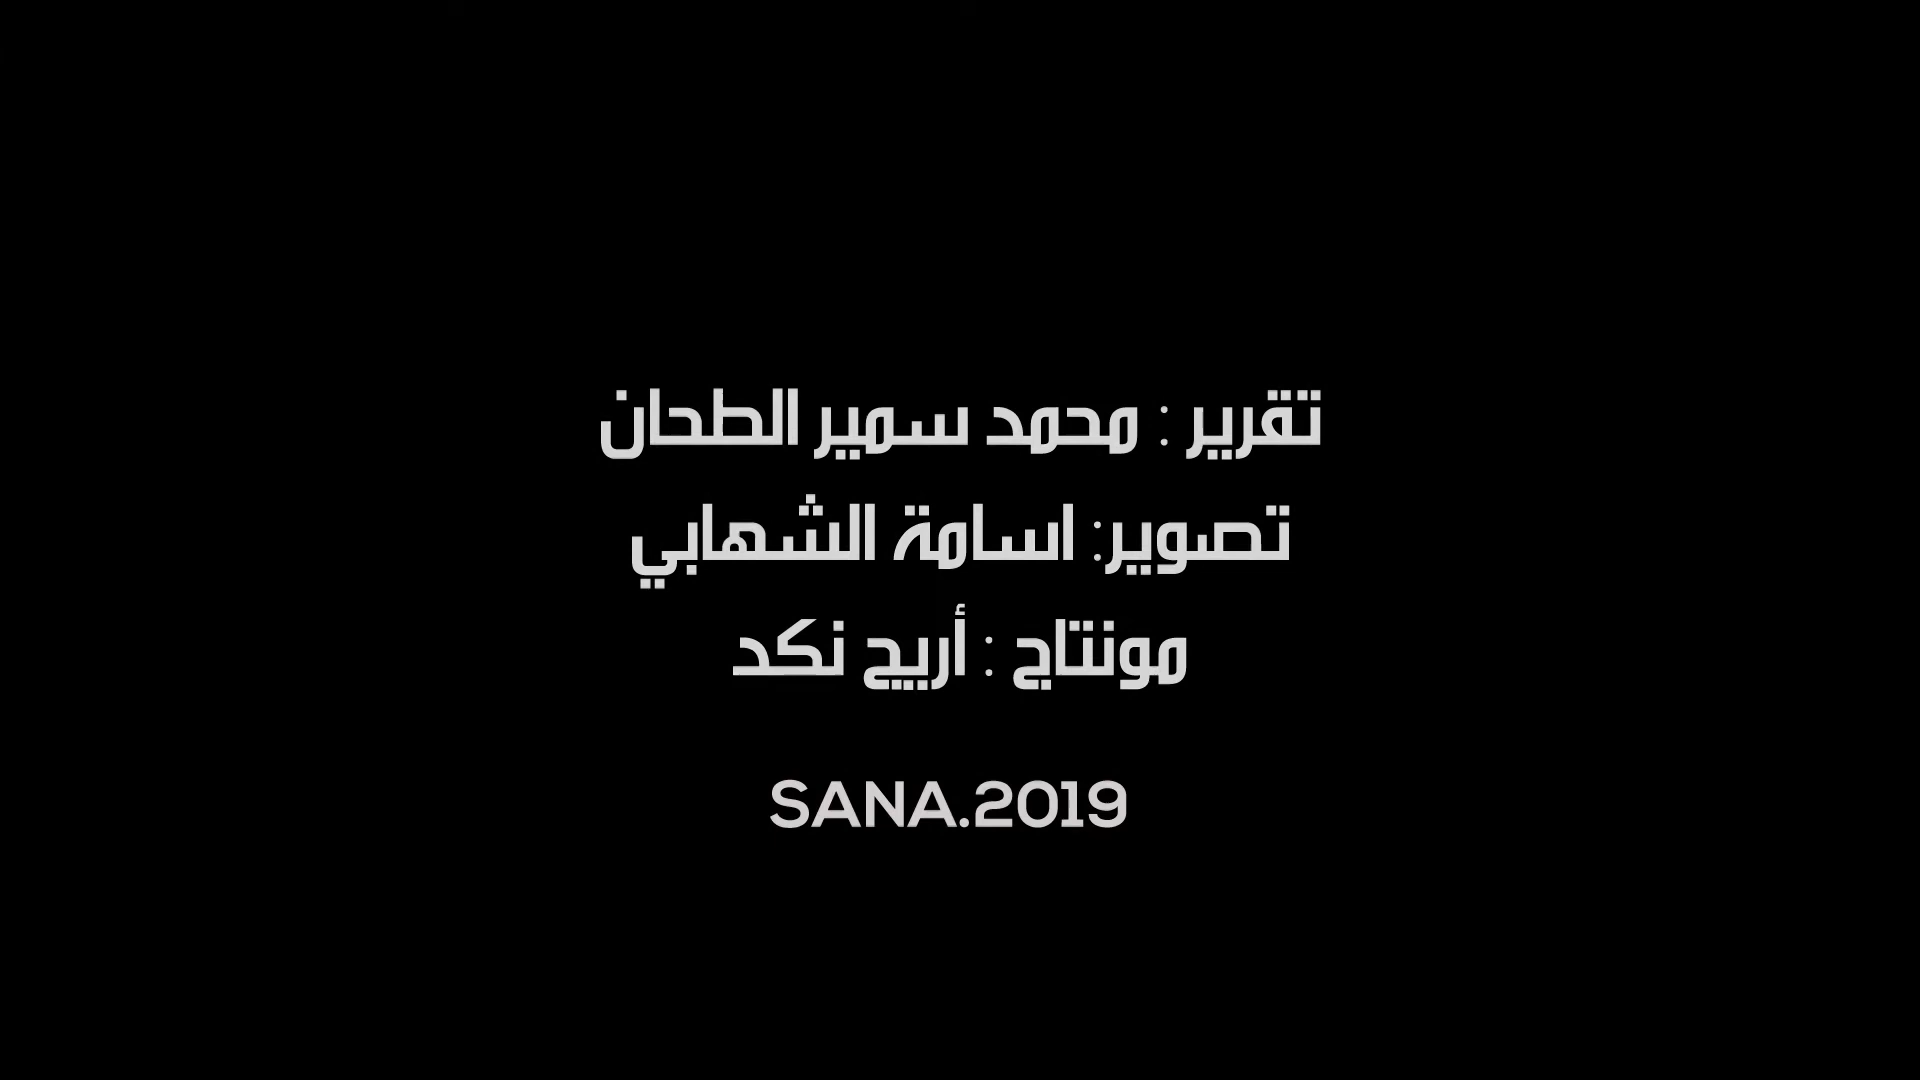 تقرير : محمد سمير الطحان
تصوير: اسامة الشهابي
مونتاج : أريج نكد
SANA.2019